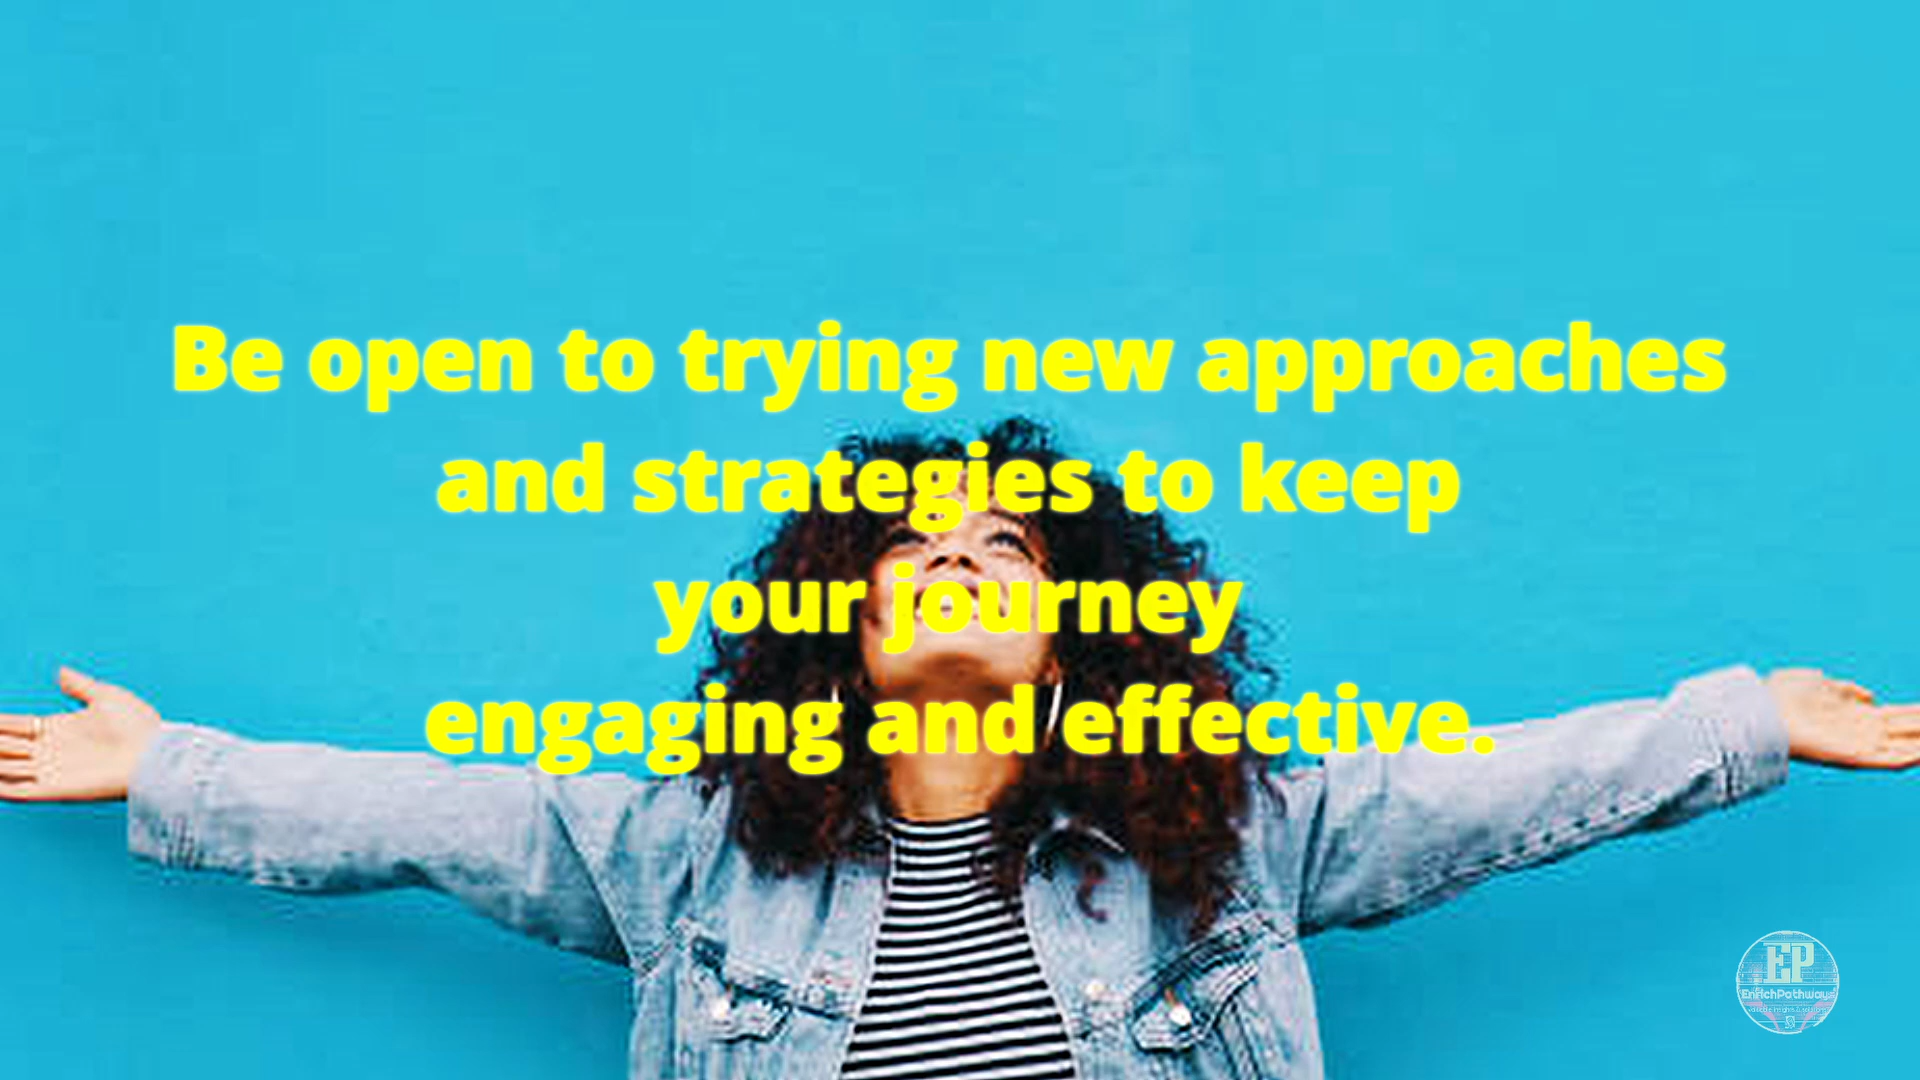 Be open to trying new approaches
and strategies to keep
your journey
engaging and effective.
EP
EnrichPathways